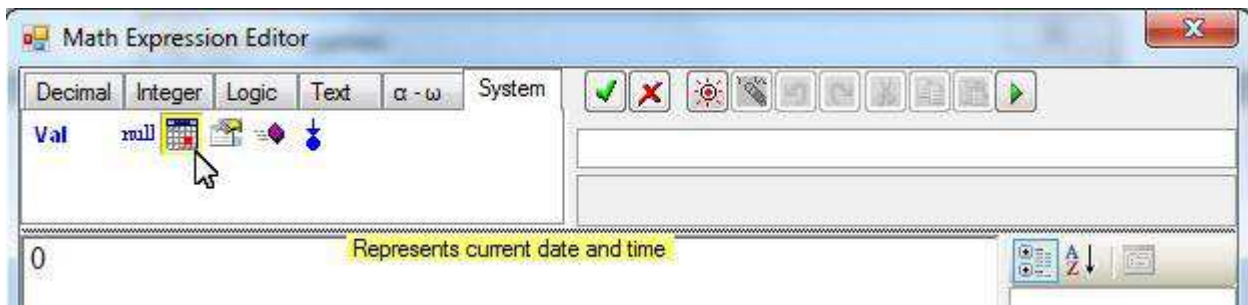 Math Expression Editor
Decimal Integer Logic Text α - ω System
Val null
Represents current date and time
0
A
Z